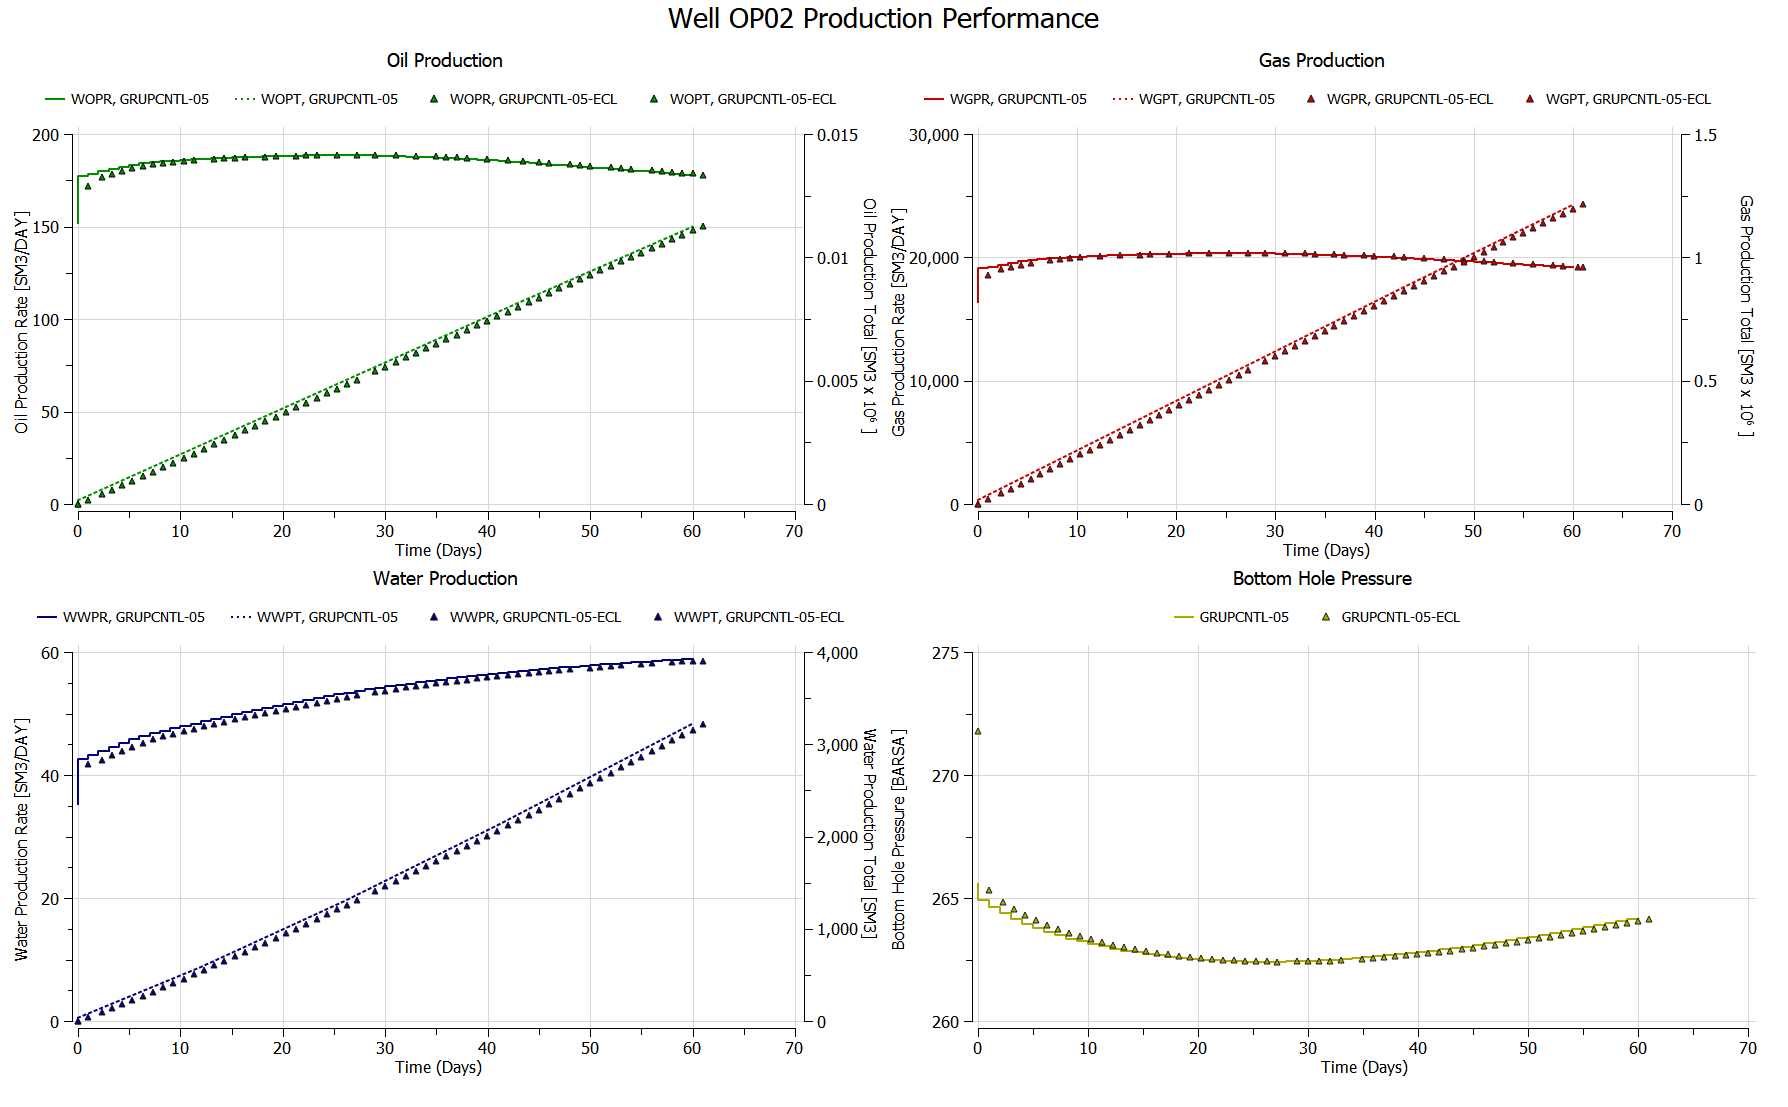 Well OP02 Production Performance
Oil Production
WOPR, GRUPCNTL-05 WOPT, GRUPCNTL-05 WOPR, GRUPCNTL-05-ECL WOPT, GRUPCNTL-05-ECL
200
150
100
50
0
Oil Production Rate [SM3/DAY]
0.015
0.010
0.005
0
Oil Production Total [SM3 x 10⁶ ]
0 10 20 30 40 50 60 70
Time (Days)
Gas Production
WGPR, GRUPCNTL-05 WGPT, GRUPCNTL-05 WGPR, GRUPCNTL-05-ECL WGPT, GRUPCNTL-05-ECL
30,000
20,000
10,000
0
Gas Production Rate [SM3/DAY]
1.5
1
0.5
0
Gas Production Total [SM3 x 10⁶ ]
0 10 20 30 40 50 60 70
Time (Days)
Water Production
WWPR, GRUPCNTL-05 WWPT, GRUPCNTL-05 WWPR, GRUPCNTL-05-ECL WWPT, GRUPCNTL-05-ECL
60
40
20
0
Water Production Rate [SM3/DAY]
4,000
3,000
2,000
1,000
0
Water Production Total [SM3]
0 10 20 30 40 50 60 70
Time (Days)
Bottom Hole Pressure
GRUPCNTL-05 GRUPCNTL-05-ECL
275
270
265
260
Bottom Hole Pressure [BARSA]
0 10 20 30 40 50 60 70
Time (Days)